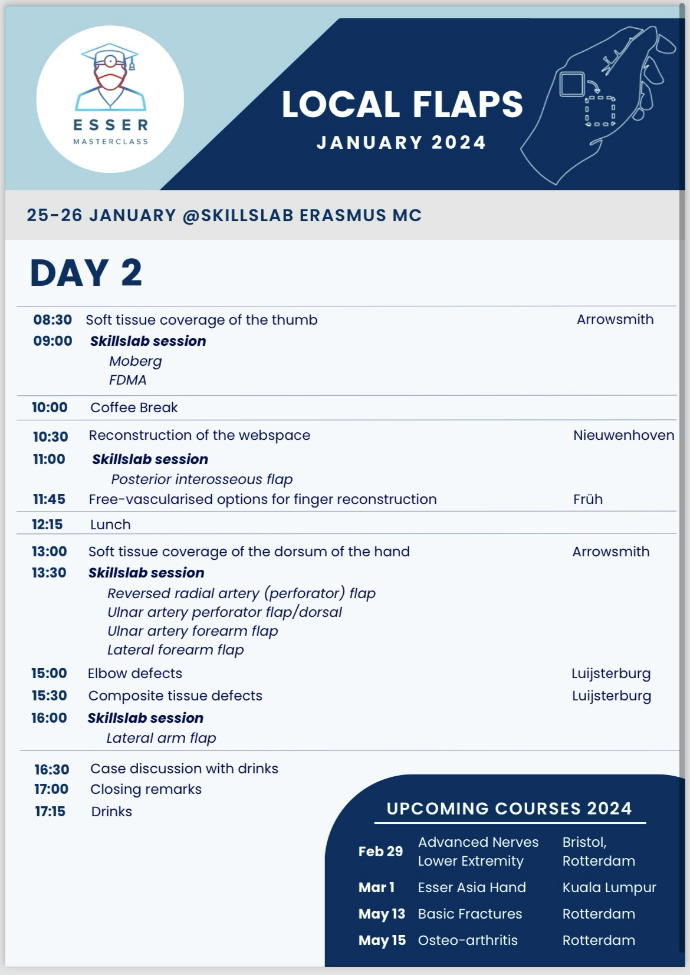 ESSER
MASTERCLASS
LOCAL FLAPS
JANUARY 2024
25-26 JANUARY @SKILLSLAB ERASMUS MC
DAY 2
08:30 Soft tissue coverage of the thumb Arrowsmith
09:00 Skillslab session
Moberg
FDMA
10:00 Coffee Break
10:30 Reconstruction of the webspace Nieuwenhoven
11:00 Skillslab session
Posterior interosseous flap
11:45 Free-vascularised options for finger reconstruction Früh
12:15 Lunch
13:00 Soft tissue coverage of the dorsum of the hand Arrowsmith
13:30 Skillslab session
Reversed radial artery (perforator) flap
Ulnar artery perforator flap/dorsal
Ulnar artery forearm flap
Lateral forearm flap
15:00 Elbow defects Luijsterburg
15:30 Composite tissue defects Luijsterburg
16:00 Skillslab session
Lateral arm flap
16:30 Case discussion with drinks
17:00 Closing remarks
17:15 Drinks
UPCOMING COURSES 2024
Feb 29 Advanced Nerves Bristol,
Lower Extremity Rotterdam
Mar 1 Esser Asia Hand Kuala Lumpur
May 13 Basic Fractures Rotterdam
May 15 Osteo-arthritis Rotterdam